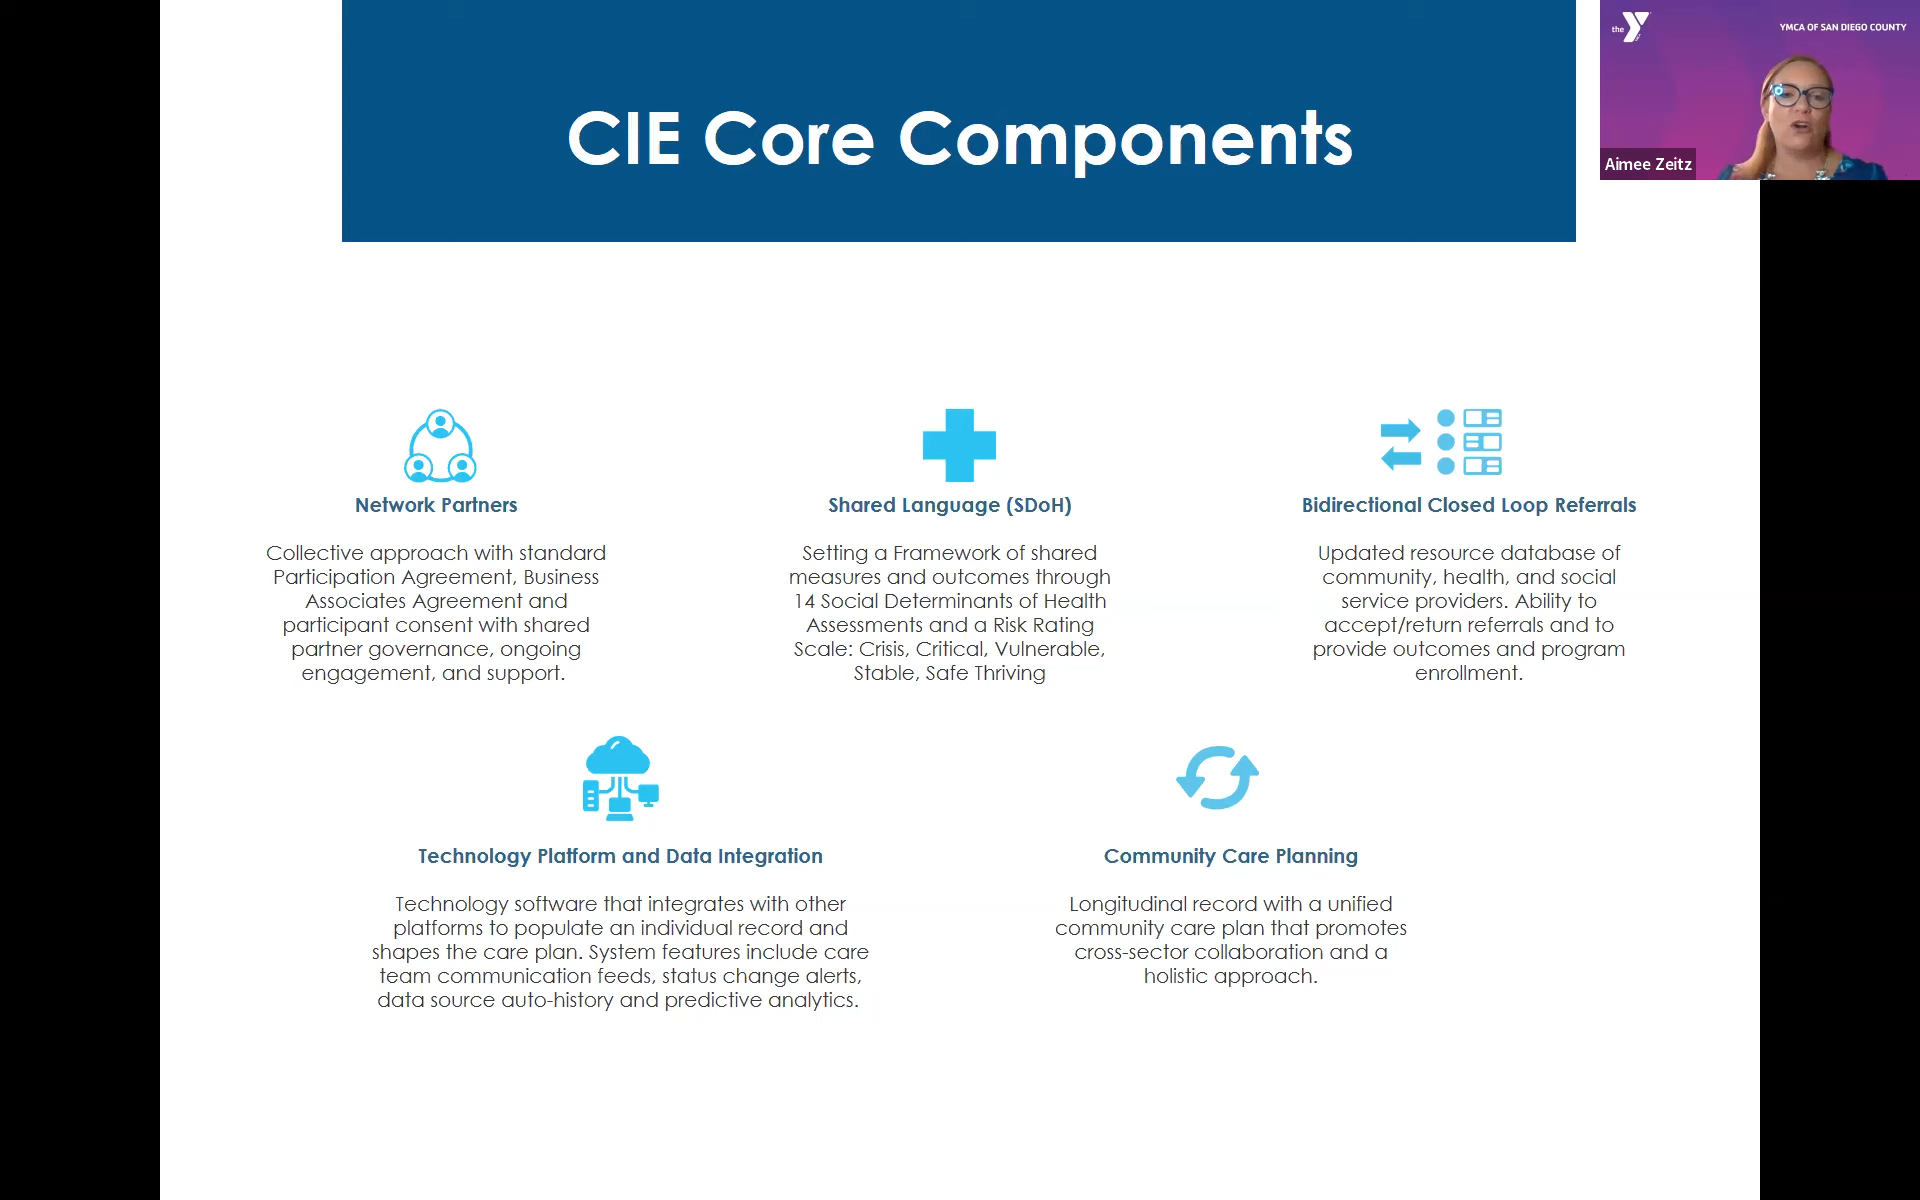 CIE Core Components
the
YMCA OF SAN DIEGO COUNTY
Aimee Zeitz
Network Partners
Collective approach with standard
Participation Agreement, Business
Associates Agreement and
participant consent with shared
partner governance, ongoing
engagement, and support.
Shared Language (SDoH)
Setting a Framework of shared
measures and outcomes through
14 Social Determinants of Health
Assessments and a Risk Rating
Scale: Crisis, Critical, Vulnerable,
Stable, Safe Thriving
Bidirectional Closed Loop Referrals
Updated resource database of
community, health, and social
service providers. Ability to
accept/return referrals and to
provide outcomes and program
enrollment.
Technology Platform and Data Integration
Technology software that integrates with other
platforms to populate an individual record and
shapes the care plan. System features include care
team communication feeds, status change alerts,
data source auto-history and predictive analytics.
Community Care Planning
Longitudinal record with a unified
community care plan that promotes
cross-sector collaboration and a
holistic approach.